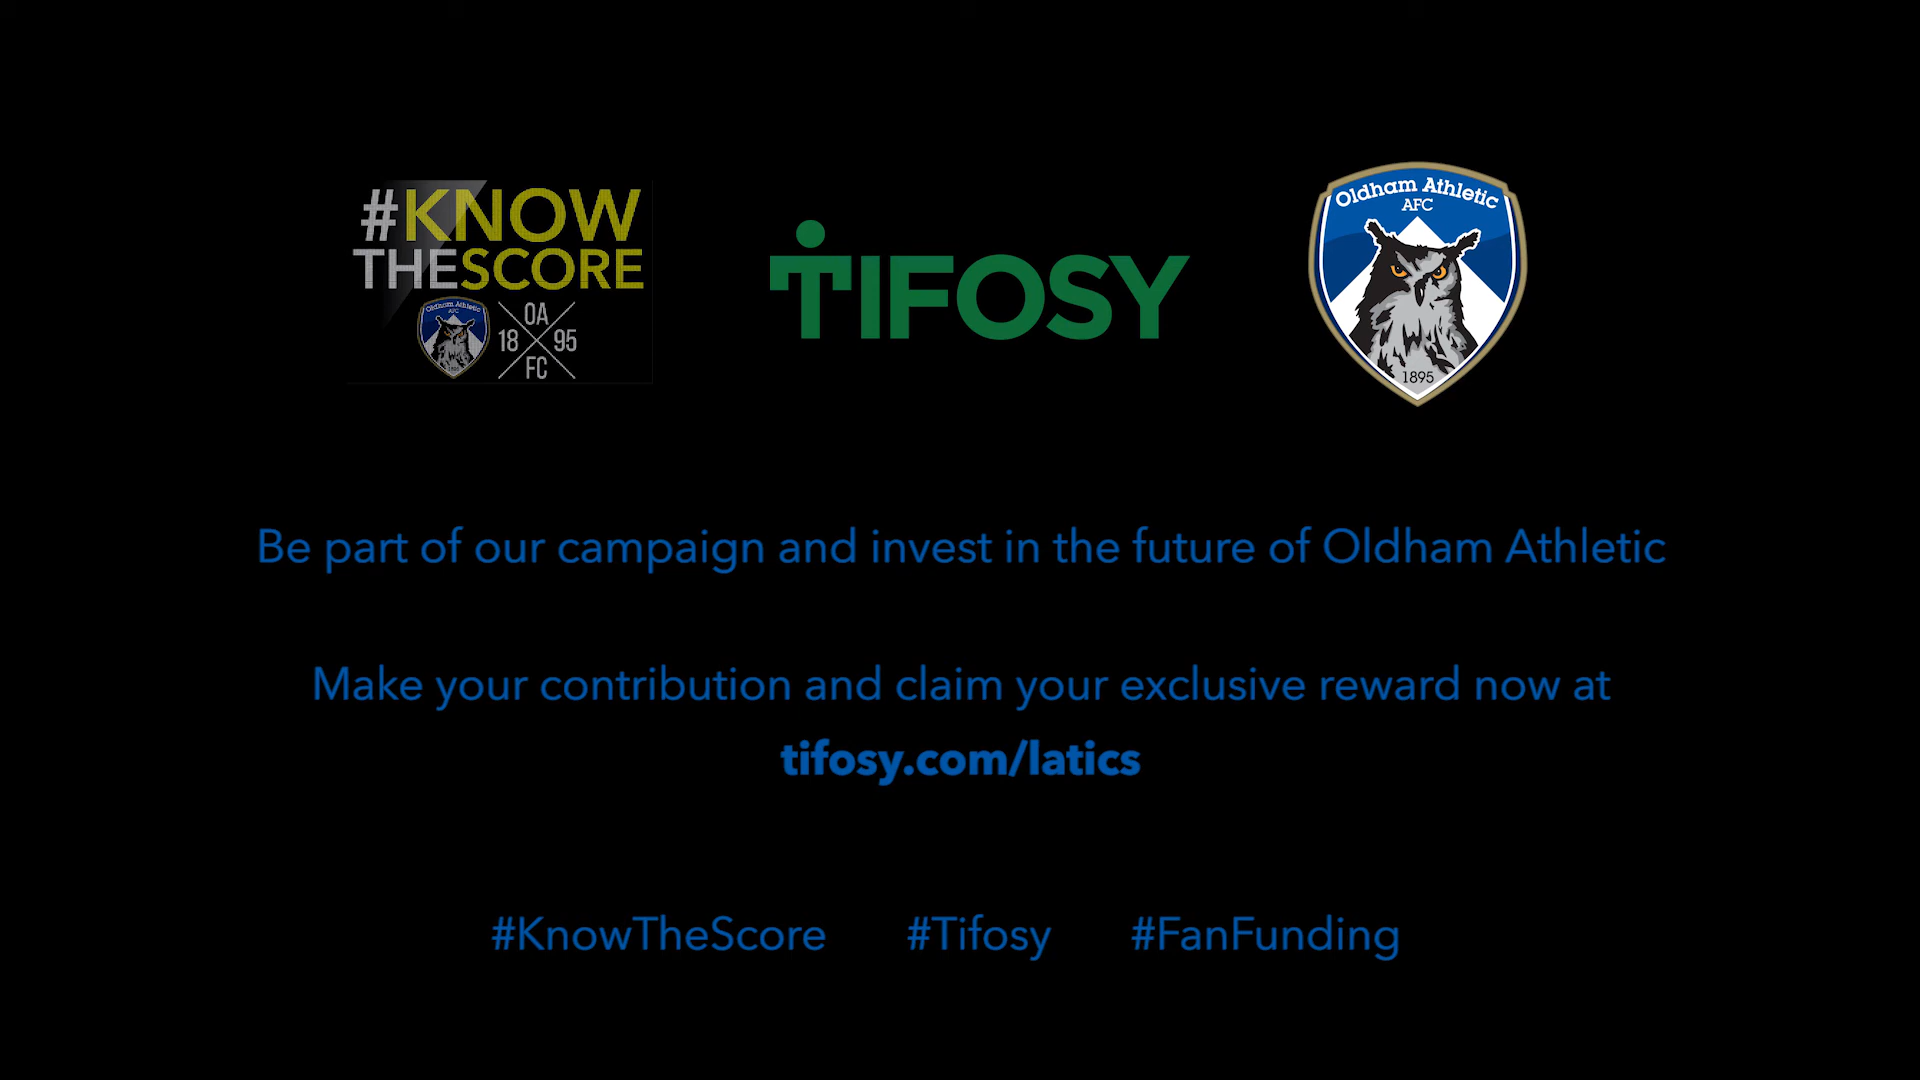 #KNOW
THESCORE
Oldham Athletic
AFC
1895
OA
18 95
FC
TIFOSY
Oldham Athletic
AFC
1895
Be part of our campaign and invest in the future of Oldham Athletic
Make your contribution and claim your exclusive reward now at
tifosy.com/latics
#KnowTheScore #Tifosy #FanFunding